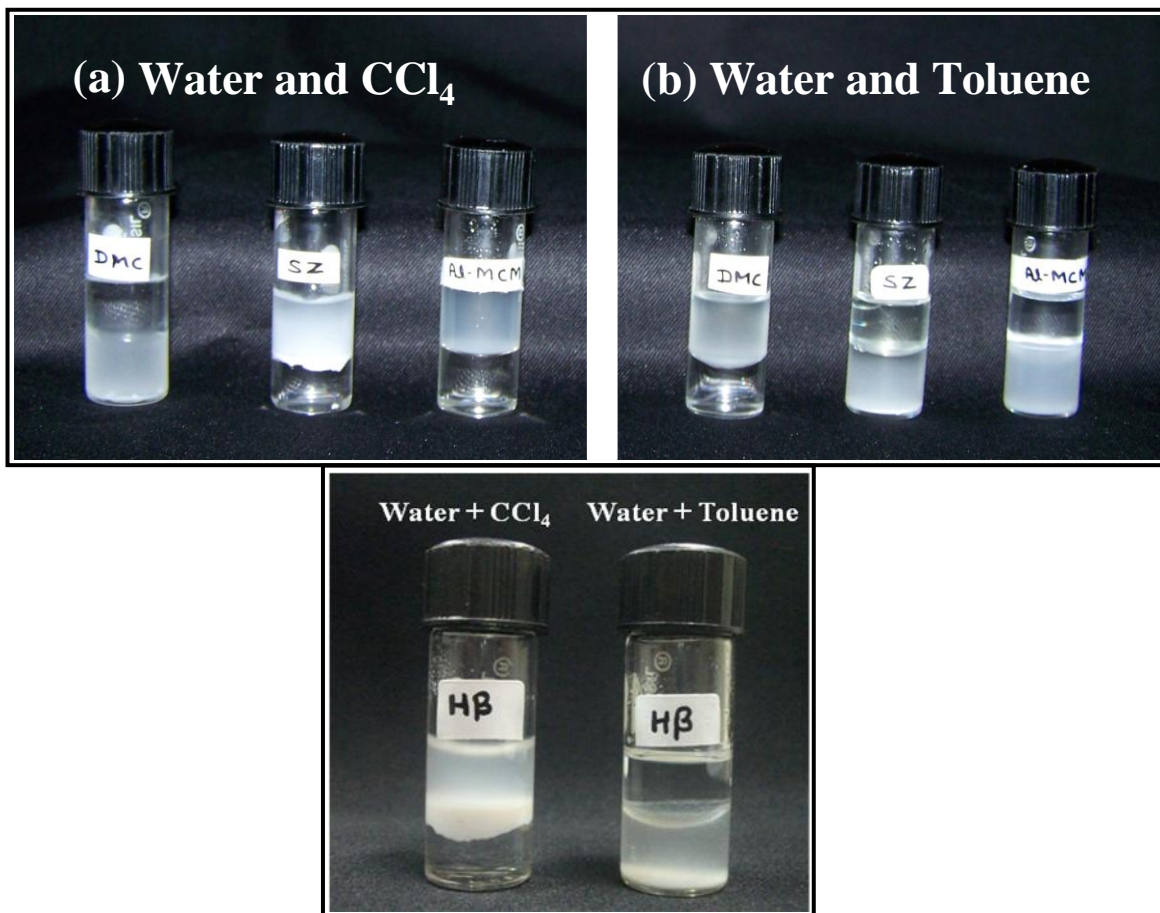 (a) Water and CCl₄
DMC
SZ
Al-MCM
(b) Water and Toluene
DMC
SZ
Al-MCM
Water + CCl₄
Water + Toluene
Hβ
Hβ